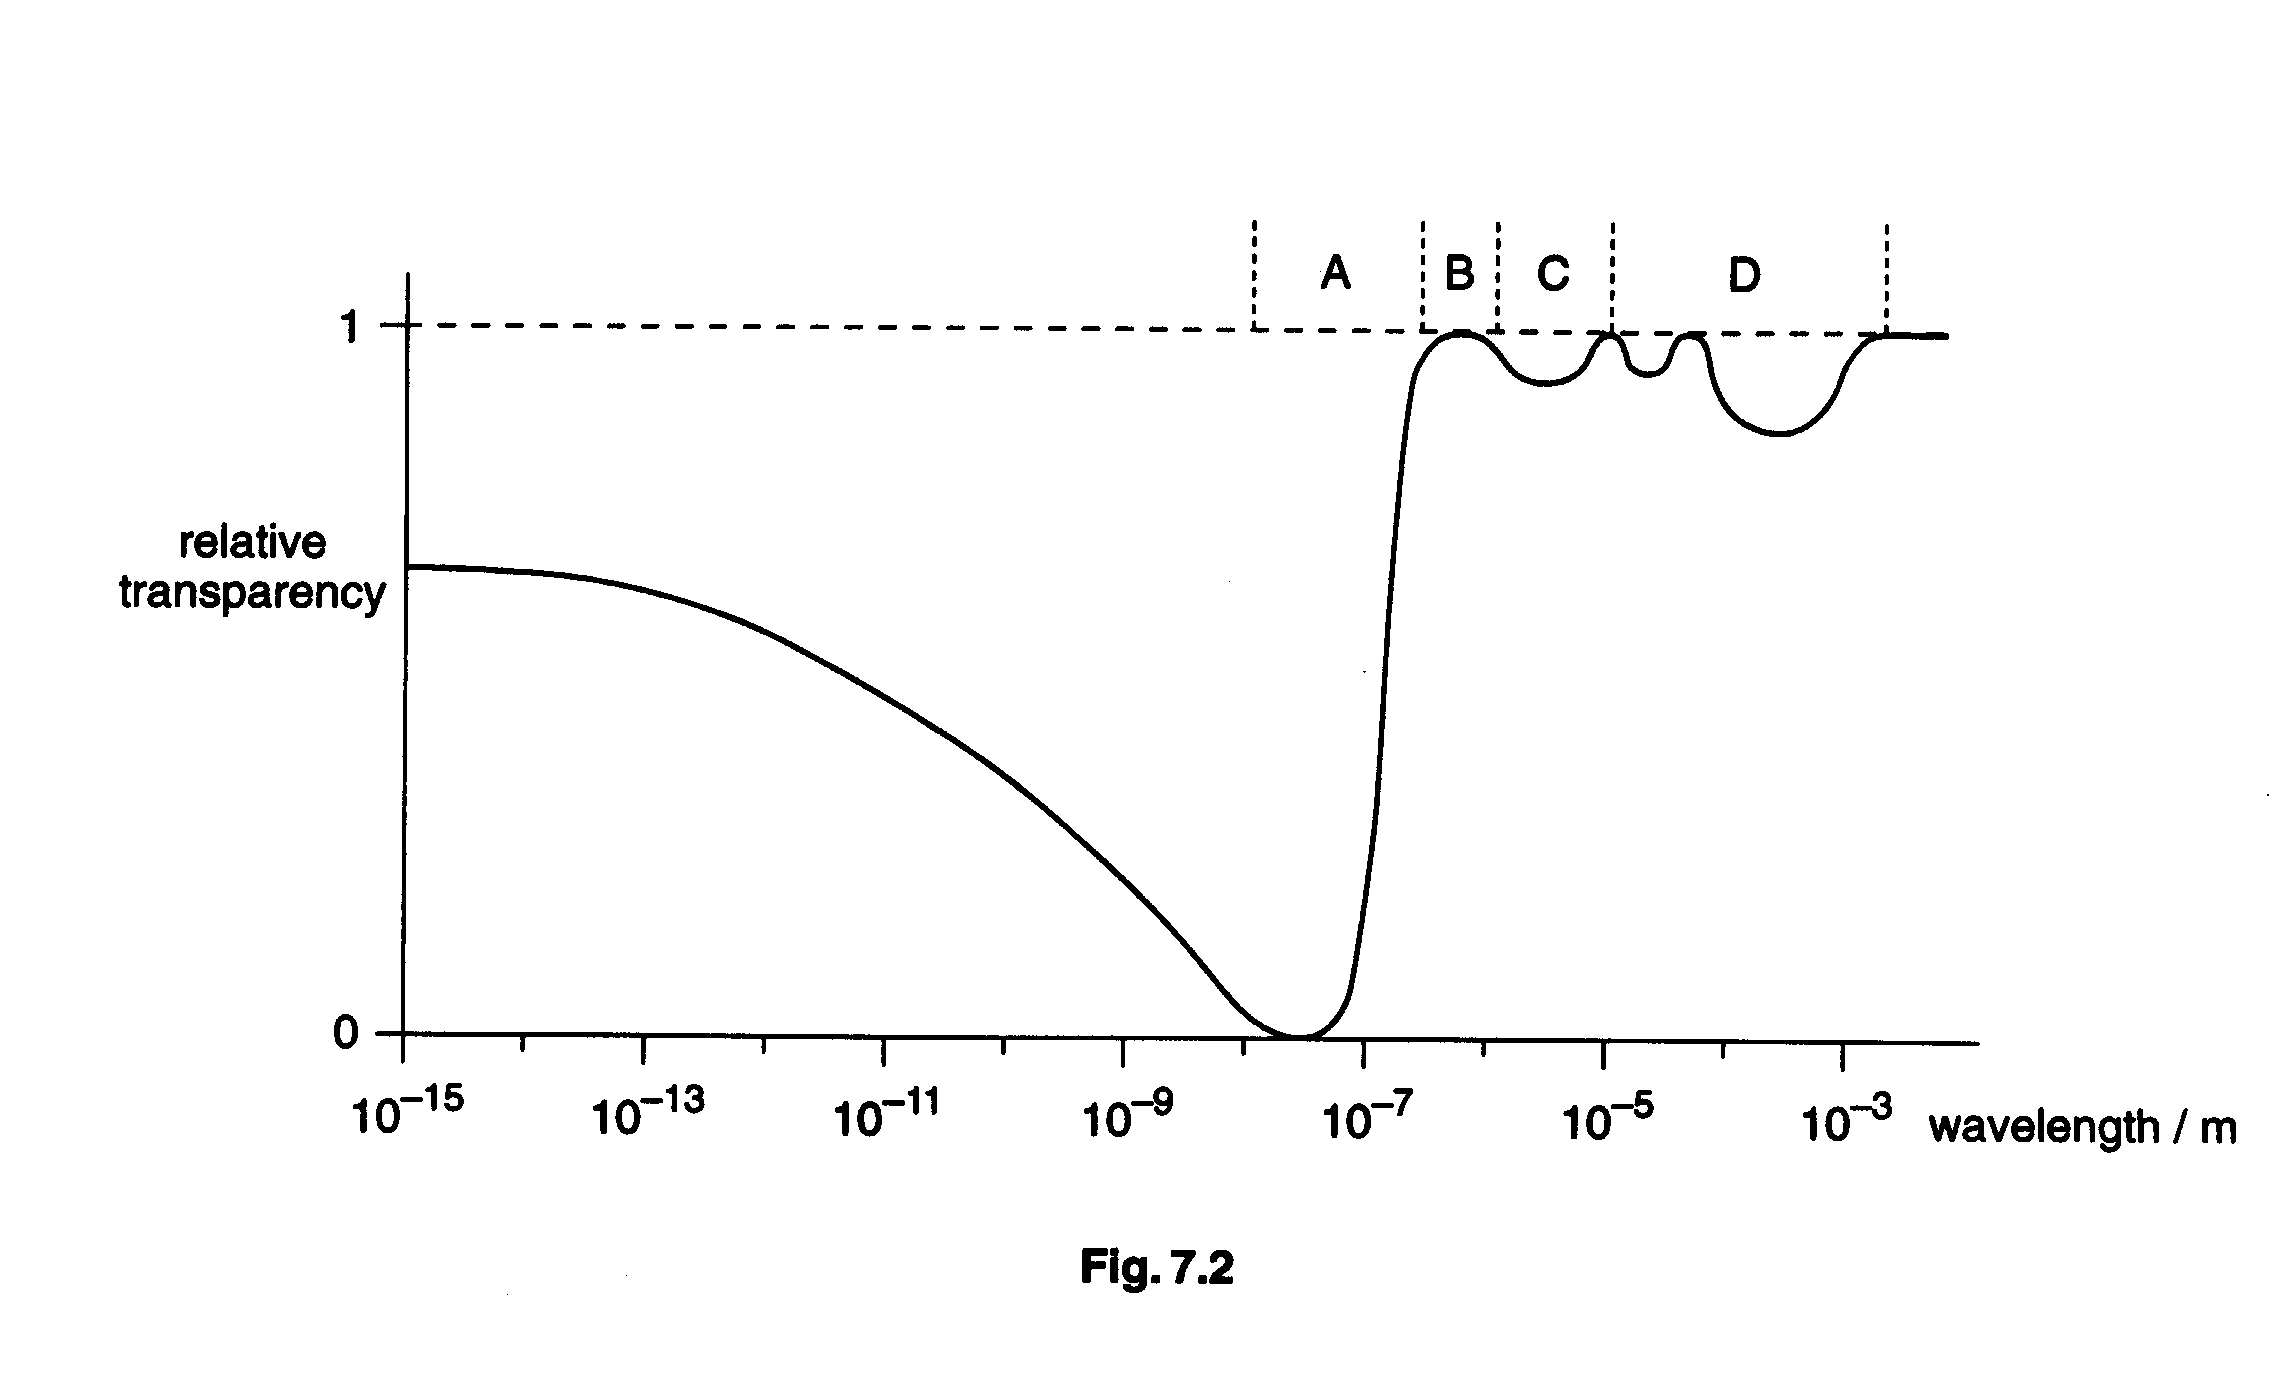 A B C D
1
relative
transparency
0
10⁻¹⁵ 10⁻¹³ 10⁻¹¹ 10⁻⁹ 10⁻⁷ 10⁻⁵ 10⁻³ wavelength / m
Fig. 7.2